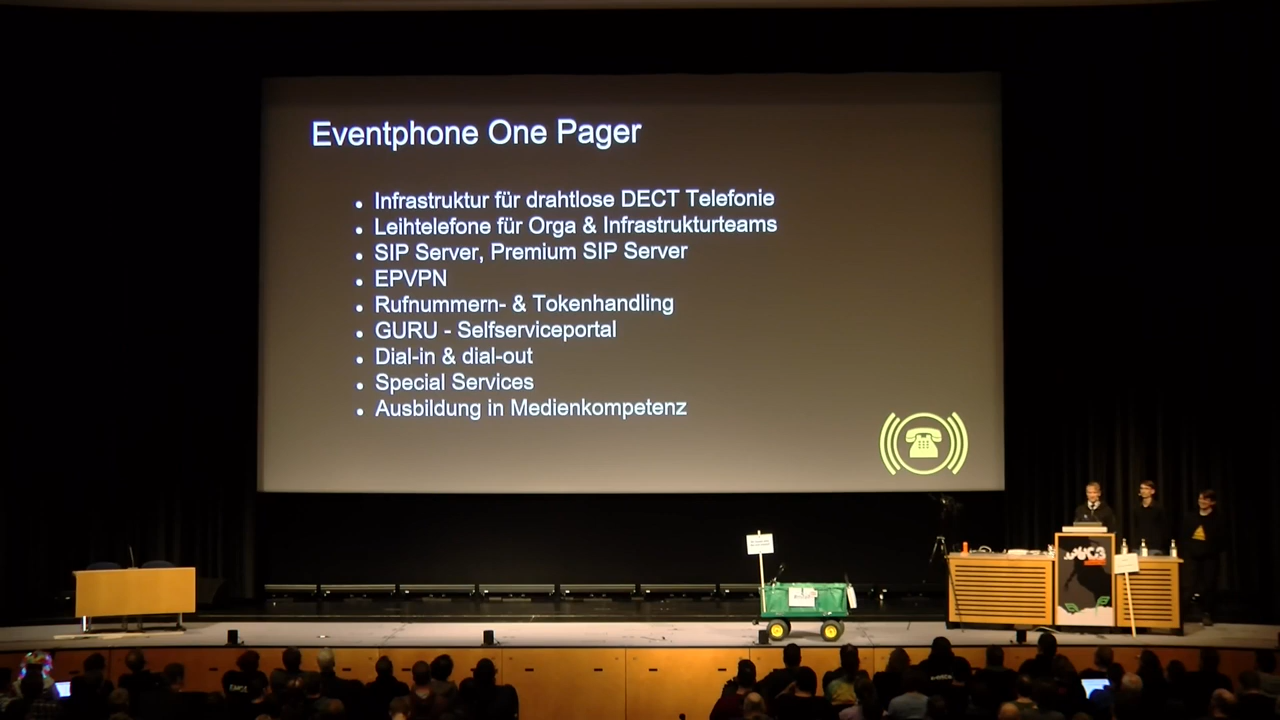 Eventphone One Pager
• Infrastruktur für drahtlose DECT Telefonie
• Leihtelefone für Orga & Infrastrukturteams
• SIP Server, Premium SIP Server
• EPVPN
• Rufnummern- & Tokenhandling
• GURU - Selfserviceportal
• Dial-in & dial-out
• Special Services
• Ausbildung in Medienkompetenz